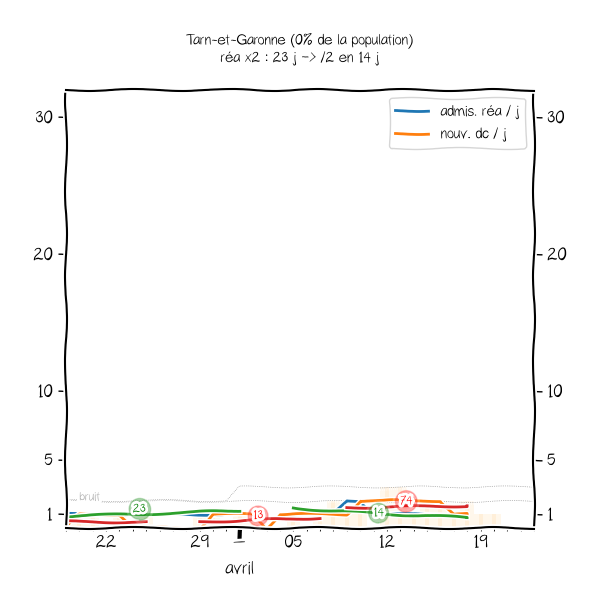 Tarn-et-Garonne (0% de la population)
réa x2 : 23 j -> /2 en 14 j
admis. réa / j
nouv. dc / j
30 30
20 20
10 10
5 5
bruit
23 13 14 74
1 1
22 29 1 05 12 19
avril